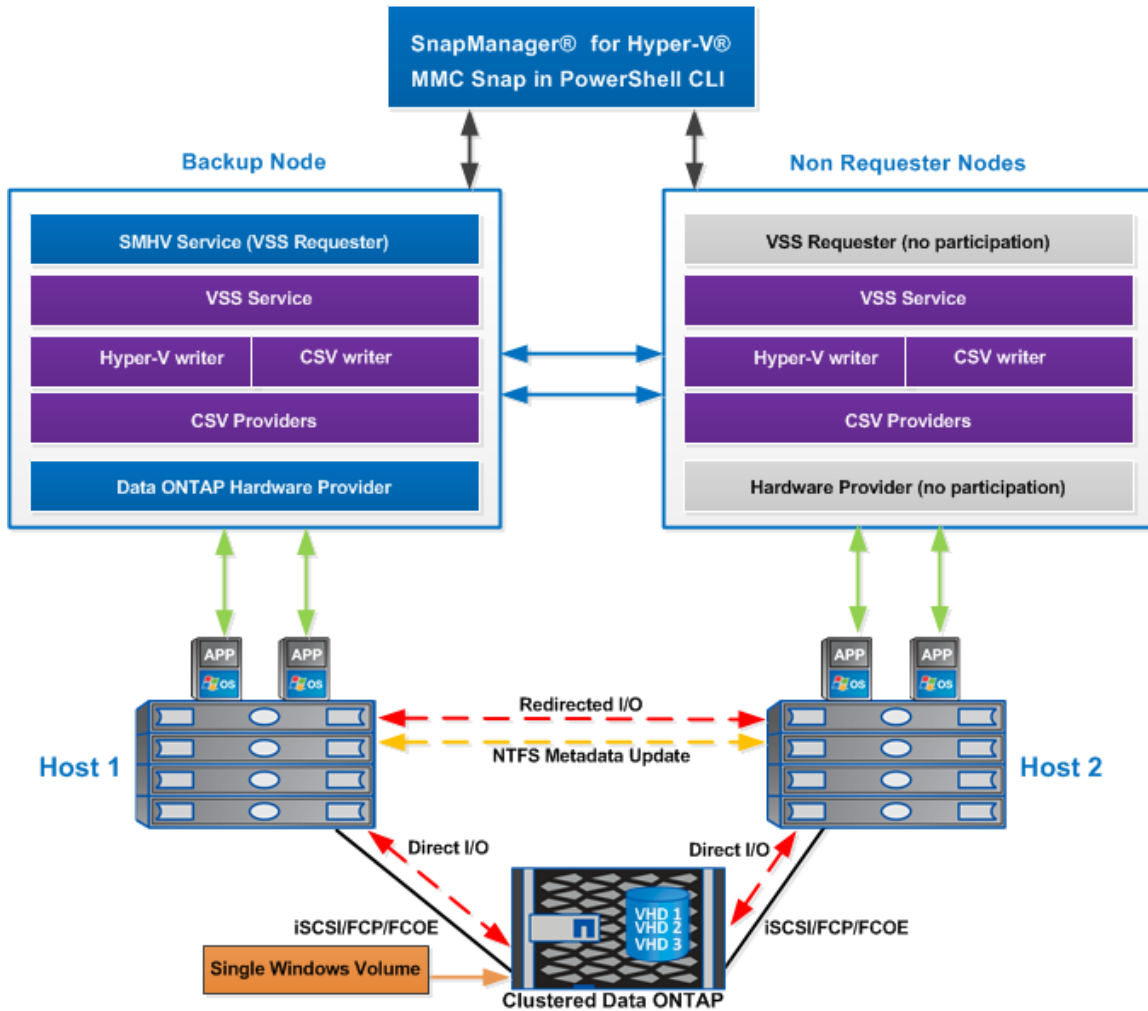 SnapManager® for Hyper-V®
MMC Snap in PowerShell CLI
Backup Node
Non Requester Nodes
SMHV Service (VSS Requester)
VSS Requester (no participation)
VSS Service
VSS Service
Hyper-V writer
CSV writer
Hyper-V writer
CSV writer
CSV Providers
CSV Providers
Data ONTAP Hardware Provider
Hardware Provider (no participation)
APP
APP
APP
APP
OS
OS
OS
OS
Redirected I/O
NTFS Metadata Update
Host 1
Host 2
Direct I/O
Direct I/O
VHD 1
VHD 2
VHD 3
iSCSI/FCP/FCOE
iSCSI/FCP/FCOE
Single Windows Volume
Clustered Data ONTAP